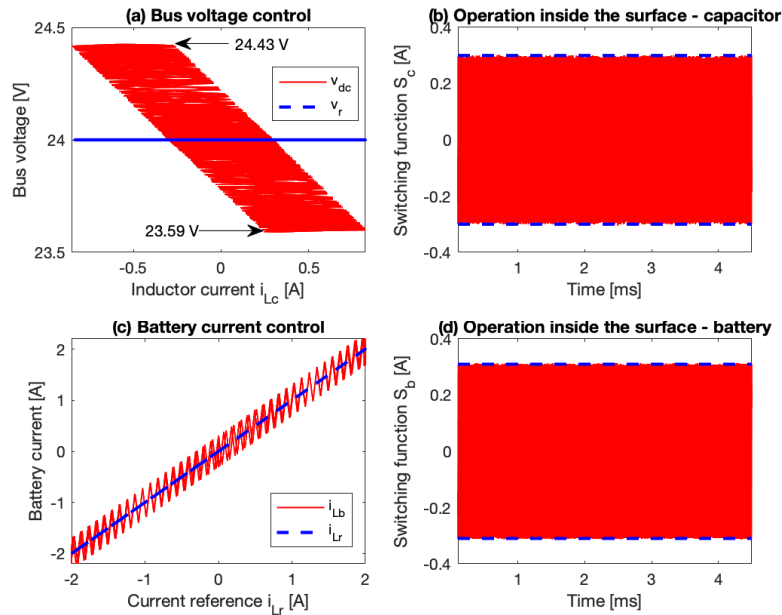 (a) Bus voltage control
24.5
24
23.5
Bus voltage [V]
24.43 V
23.59 V
v_dc
v_r
-0.5
0
0.5
Inductor current i_Lc [A]
(b) Operation inside the surface - capacitor
0.4
0.2
0
-0.2
-0.4
Switching function S_c [A]
1
2
3
4
Time [ms]
(c) Battery current control
2
1
0
-1
-2
Battery current [A]
i_Lb
i_Lr
-2
-1
0
1
2
Current reference i_Lr [A]
(d) Operation inside the surface - battery
0.4
0.2
0
-0.2
-0.4
Switching function S_b [A]
1
2
3
4
Time [ms]